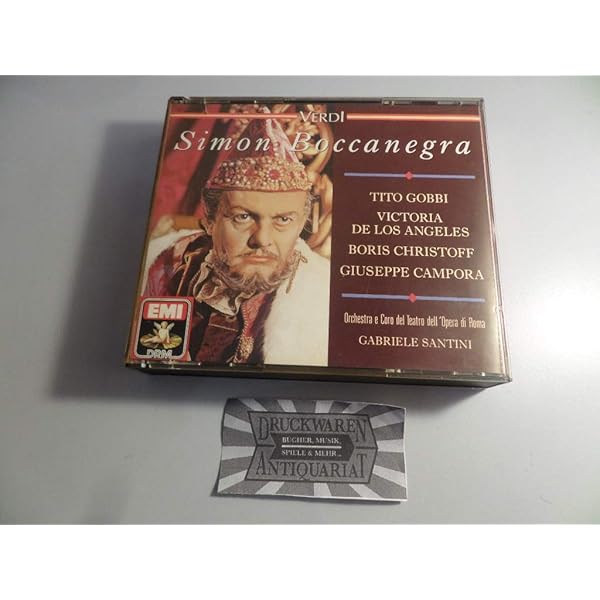 VERDI
Simon Boccanegra
TITO GOBBI
VICTORIA
DE LOS ANGELES
BORIS CHRISTOFF
GIUSEPPE CAMPORA
Orchestra e Coro del Teatro dell'Opera di Roma
GABRIELE SANTINI
EMI
DRM
DRUCKWAREN
BÜCHER, MUSIK,
SPIELE & MEHR...
ANTIQUARIAT